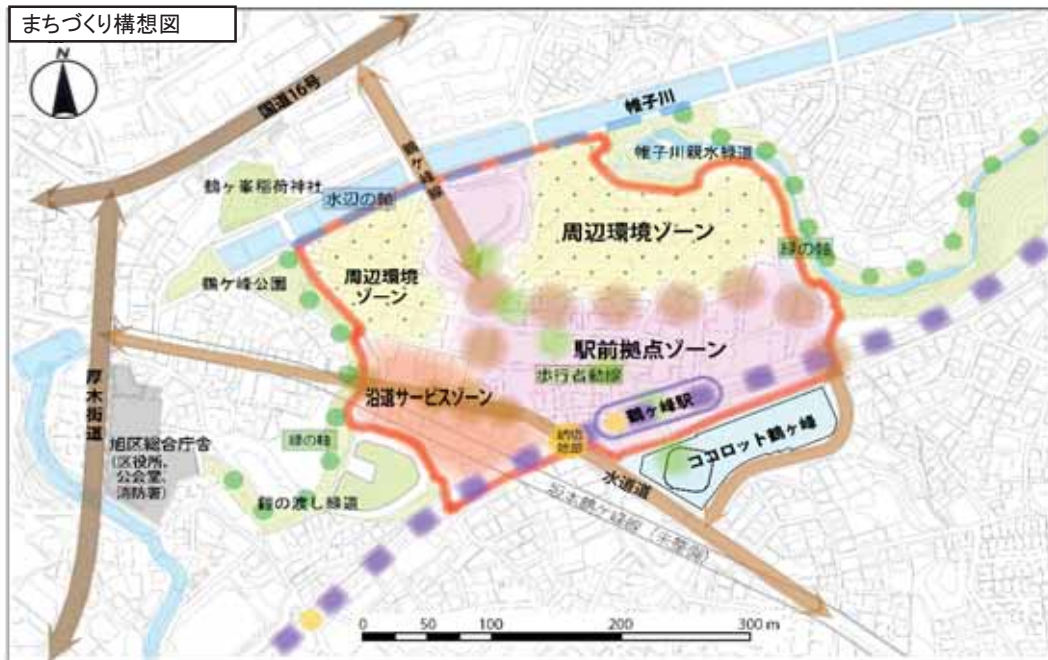 まちづくり構想図
N
国道16号
帷子川
鶴ヶ峰線
帷子川親水緑道
鶴ヶ峯稲荷神社
水辺の軸
周辺環境ゾーン
緑の軸
鶴ケ峰公園
周辺環境
ゾーン
駅前拠点ゾーン
歩行者動線
沿道サービスゾーン
鶴ヶ峰駅
厚木街道
ココロット鶴ヶ峰
旭区総合庁舎
(区役所、
公会堂、
消防署)
緑の軸
水道道
鎧の渡し緑道
0 50 100 200 300 m